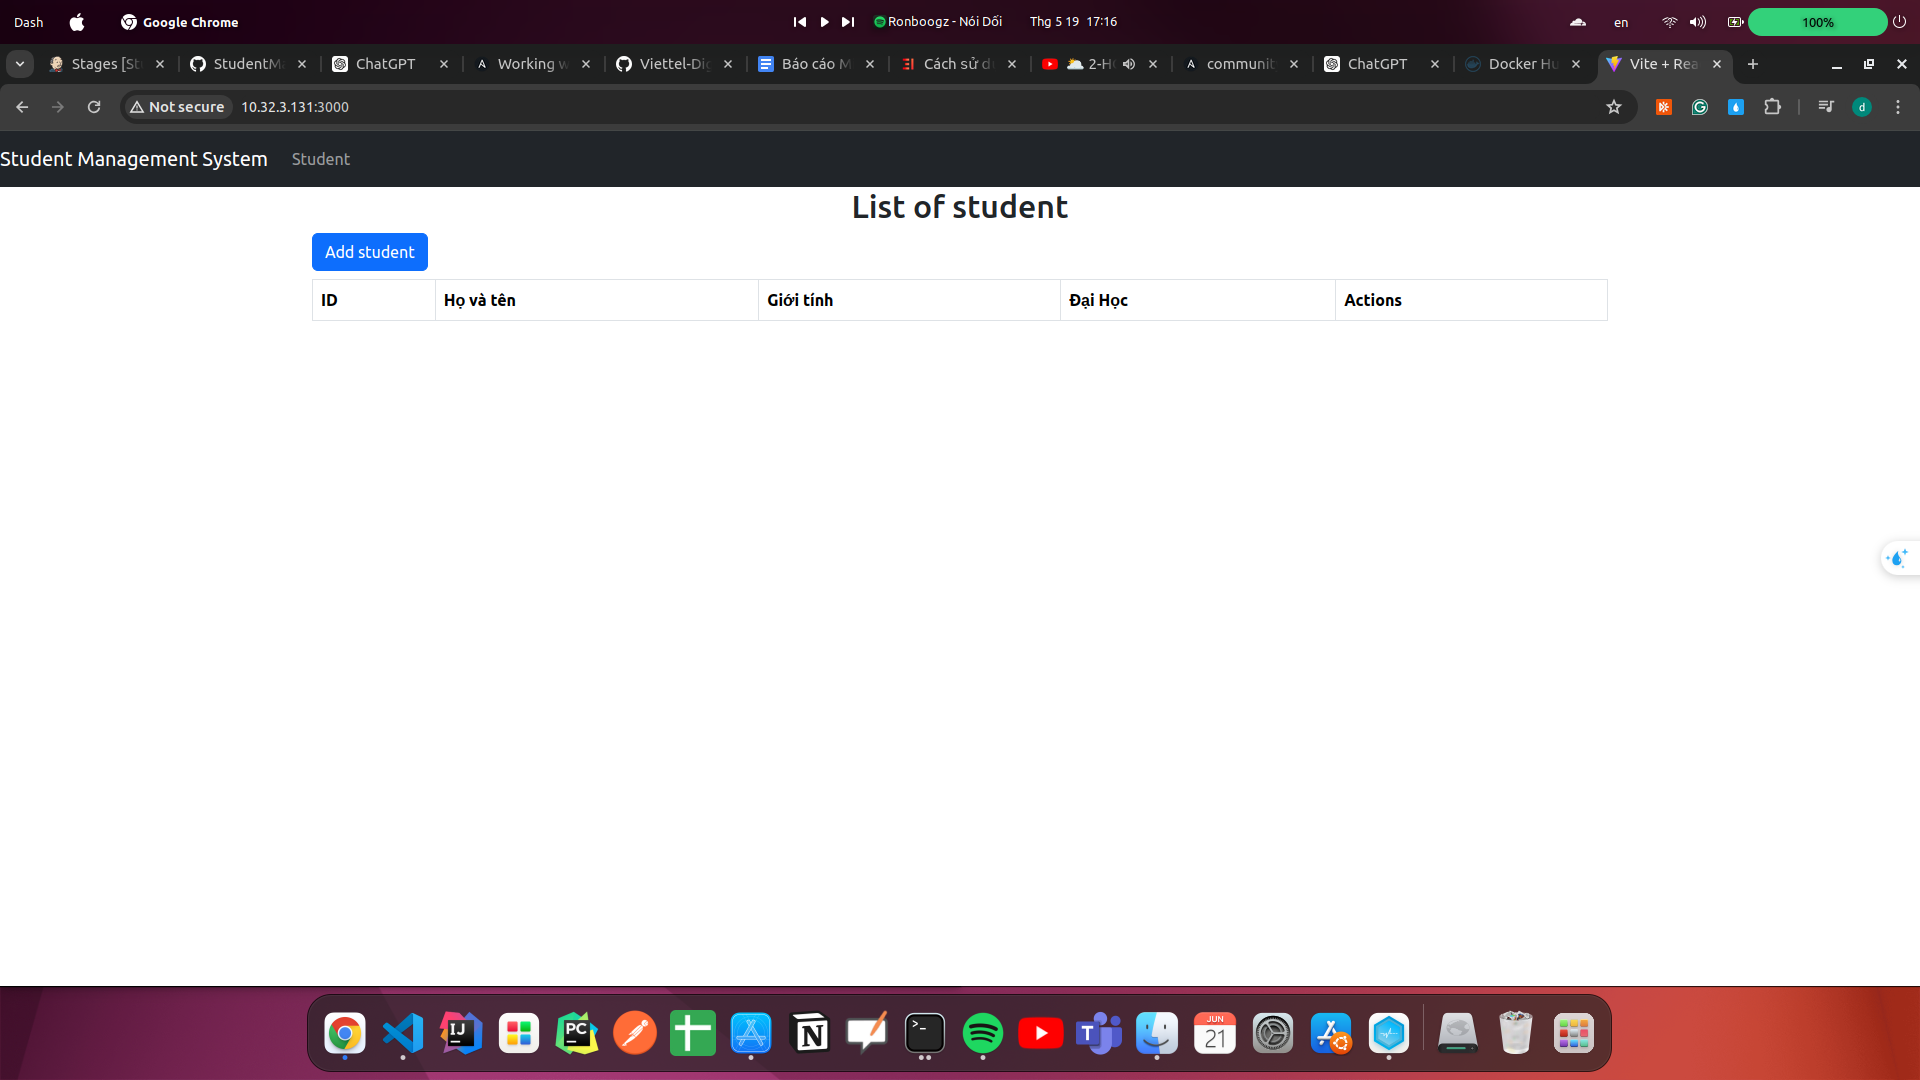 Dash
Google Chrome
Ronboogz - Nói Dối
Thg 5 19 17:16
en
100%
Stages [St
StudentMa
ChatGPT
Working w
Viettel-Dig
Báo cáo M
Cách sử d
2-H
communit
ChatGPT
Docker Hu
Vite + Rea
Not secure
10.32.3.131:3000
d
Student Management System
Student
List of student
Add student
ID
Họ và tên
Giới tính
Đại Học
Actions
IJ
PC
N
>_
T
JUN
21